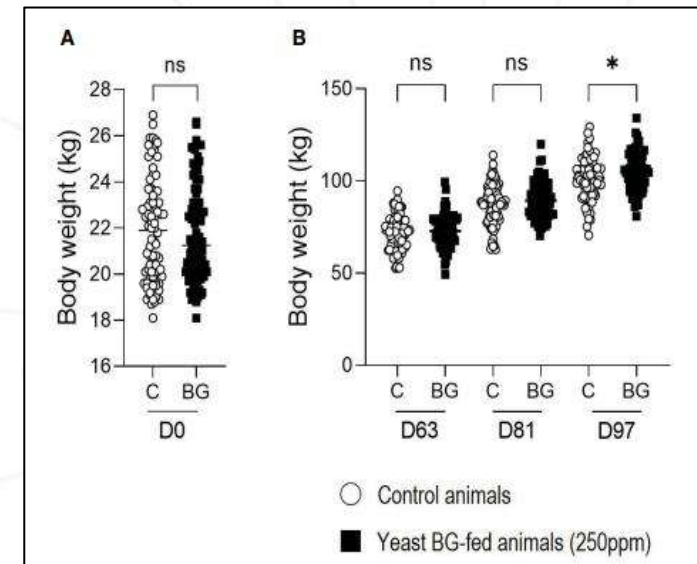 A
B
ns
ns
ns
*
28
26
24
22
20
18
16
Body weight (kg)
150
100
50
0
Body weight (kg)
C BG
D0
C BG C BG C BG
D63 D81 D97
Control animals
Yeast BG-fed animals (250ppm)